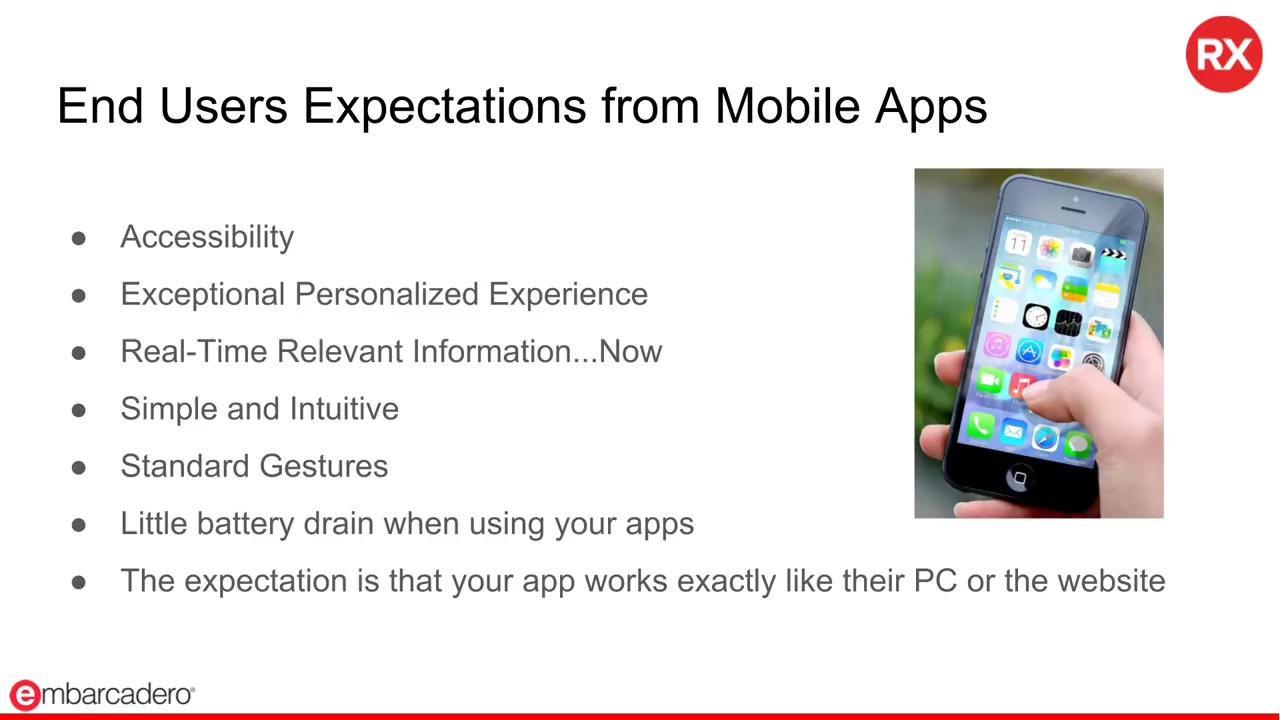 RX
End Users Expectations from Mobile Apps
● Accessibility
● Exceptional Personalized Experience
● Real-Time Relevant Information...Now
● Simple and Intuitive
● Standard Gestures
● Little battery drain when using your apps
● The expectation is that your app works exactly like their PC or the website
11
embarcadero®